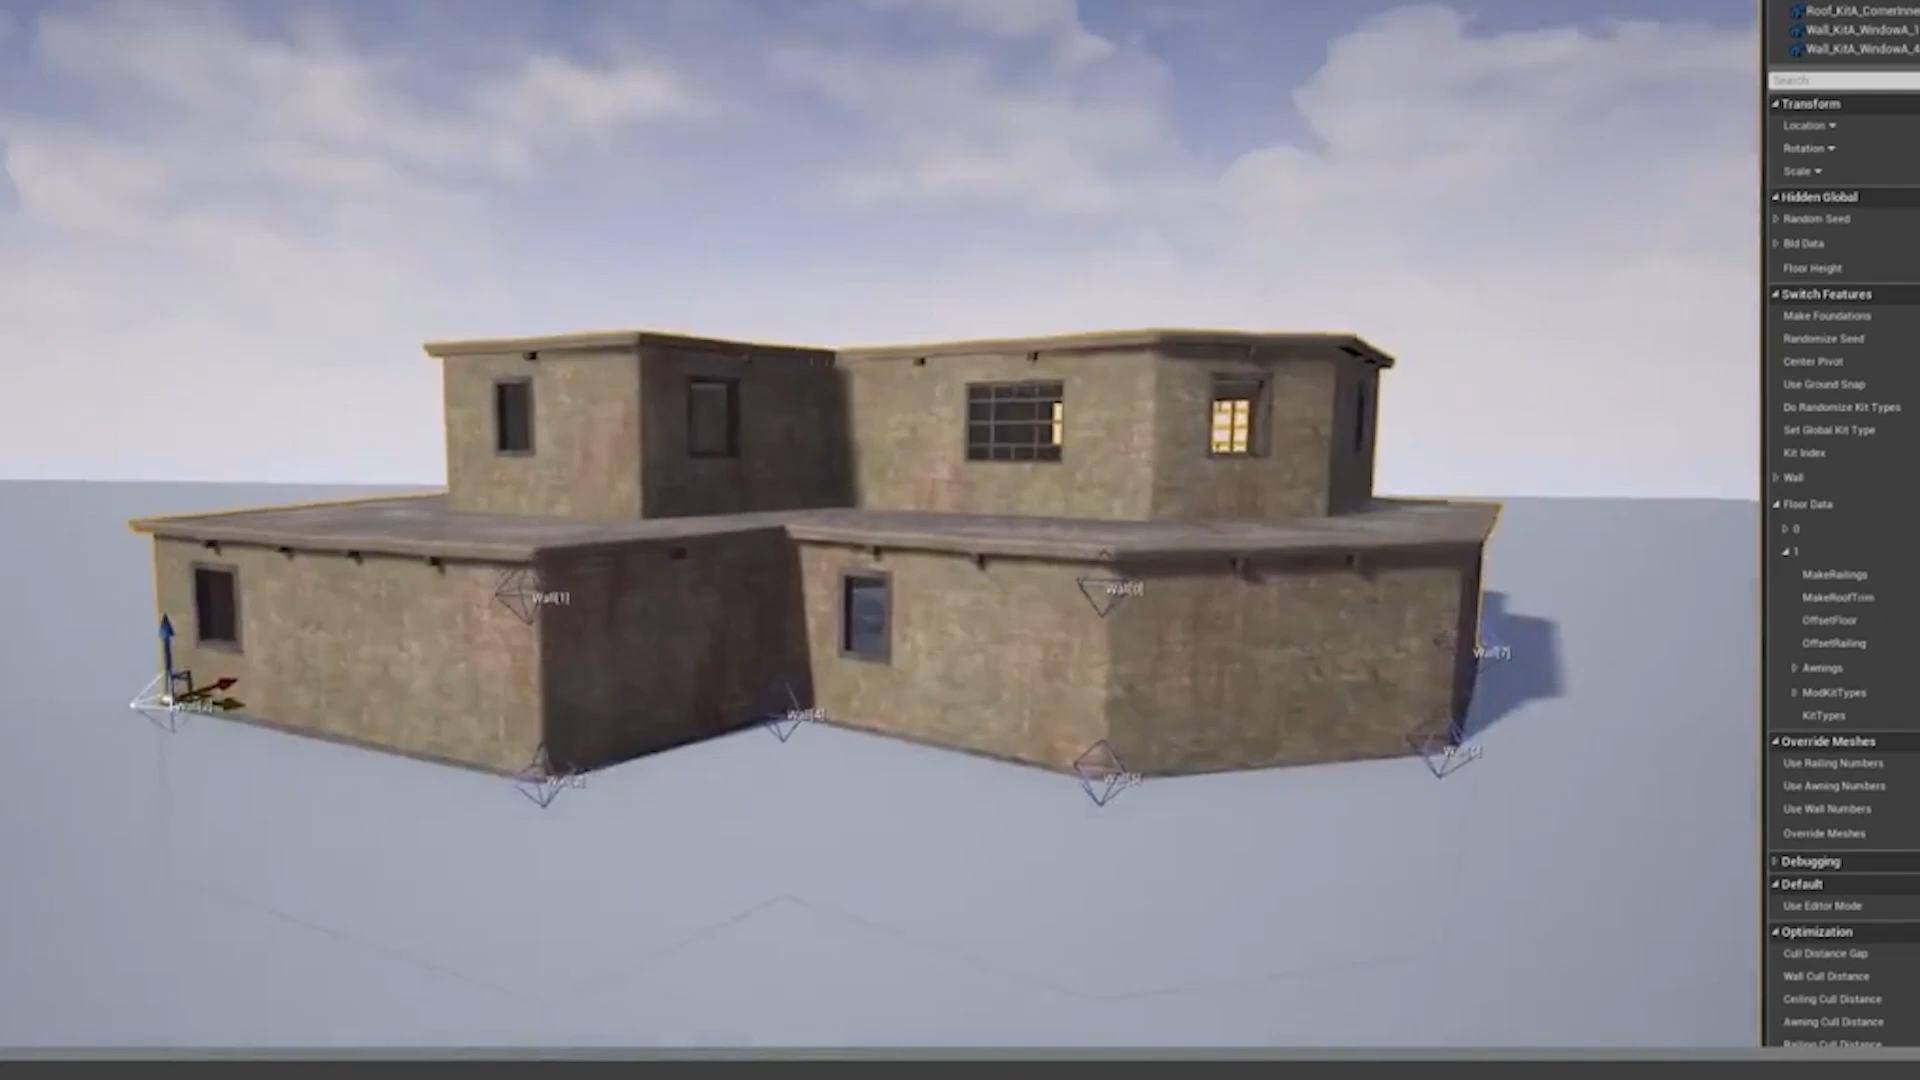 Roof_KitA_CornerInne
Wall_KitA_WindowA_1
Wall_KitA_WindowA_4
Search
Transform
Location
Rotation
Scale
Hidden Global
Random Seed
Bld Data
Floor Height
Switch Features
Make Foundations
Randomize Seed
Center Pivot
Use Ground Snap
Do Randomize Kit Types
Set Global Kit Type
Kit Index
Wall
Floor Data
0
1
MakeRailings
MakeRoofTrim
OffsetFloor
OffsetRailing
Awnings
ModKitTypes
KitTypes
Override Meshes
Use Railing Numbers
Use Awning Numbers
Use Wall Numbers
Override Meshes
Debugging
Default
Use Editor Mode
Optimization
Cull Distance Gap
Wall Cull Distance
Ceiling Cull Distance
Awning Cull Distance
Railing Cull Distance
Wall[1]
Wall[0]
Wall[7]
Wall[4]